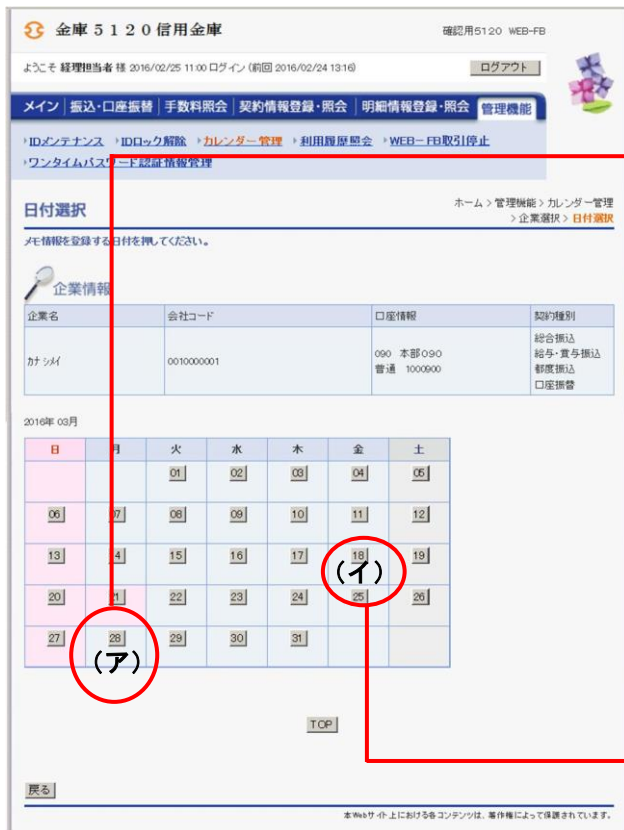 金庫5120信用金庫
確認用5120 WEB-FB
ようこそ 経理担当者 様 2016/02/25 11:00 ログイン (前回 2016/02/24 13:16)
ログアウト
メイン 振込・口座振替 手数料照会 契約情報登録・照会 明細情報登録・照会 管理機能
IDメンテナンス IDロック解除 カレンダー管理 利用履歴照会 WEB-FB取引停止
ワンタイムパスワード認証情報管理
日付選択
ホーム > 管理機能 > カレンダー管理
> 企業選択 > 日付選択
メモ情報を登録する日付を押してください。
企業情報
企業名 会社コード 口座情報 契約種別
カナ シメイ 0010000001
090 本部090
普通 1000900
総合振込
給与・賞与振込
都度振込
口座振替
2016年 03月
日 月 火 水 木 金 土
01 02 03 04 05
06 07 08 09 10 11 12
13 14 15 16 17 18 19
(イ)
20 21 22 23 24 25 26
27 28 29 30 31
(ア)
TOP
戻る
本Webサイト上における各コンテンツは、著作権によって保護されています。